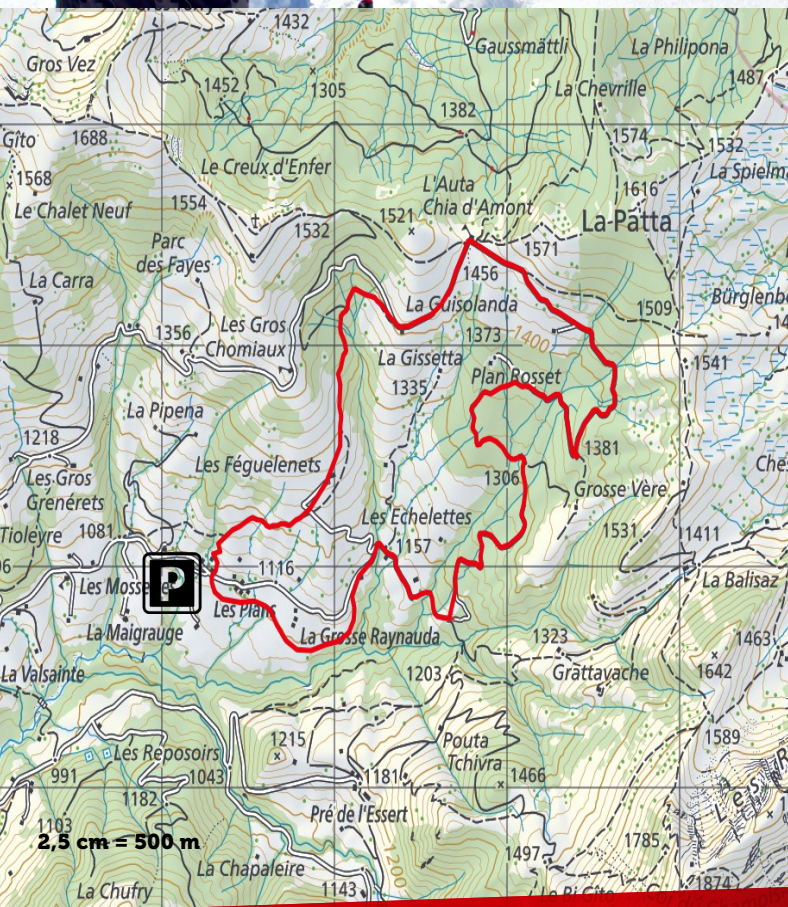 1432
Gaussmättli
La Philipona
Gros Vez
1452
1305
1487
La Chevrille
1382
Gîto
1688
1574
1532
Le Creux d'Enfer
La Spielm
1568
L'Auta
Chia d'Amont
1616
Le Chalet Neuf
1554
1521
La Patta
1532
Parc
des Fayes
1571
1456
La Carra
La Guisolanda
1509
Bürglenb
1356
Les Gros
Chomiaux
1373
1400
La Gissetta
1541
1335
Plan Rosset
La Pipena
1218
1381
Les Féguelenets
1306
Les Gros
Genérets
Grosse Vère
Tioleyre
1081
Les Echelettes
1531
1411
1157
1116
P
Les Plans
La Balisaz
La Maigrauge
La Grosse Raynauda
1323
1463
La Valsainte
1203
Grattavache
1642
1215
Pouta
Tchivra
1589
Les Reposoirs
991
1043
1181
1466
1182
Pré de l'Essert
1103
2,5 cm = 500 m
1200
1785
1497
La Chapaleire
La Chufry
1143
1874